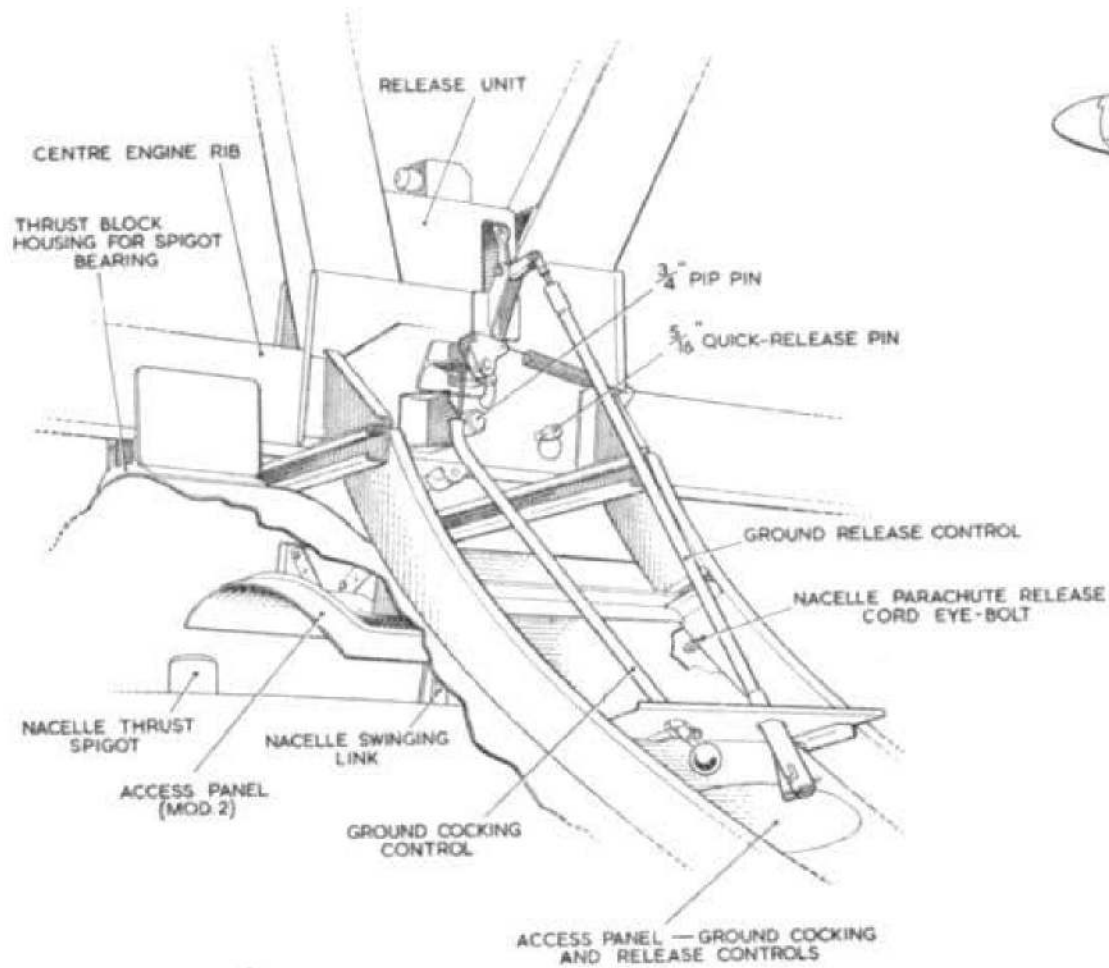 RELEASE UNIT
CENTRE ENGINE RIB
THRUST BLOCK
HOUSING FOR SPIGOT
BEARING
3/4" PIP PIN
5/16" QUICK-RELEASE PIN
GROUND RELEASE CONTROL
NACELLE PARACHUTE RELEASE
CORD EYE-BOLT
NACELLE THRUST
SPIGOT
NACELLE SWINGING
LINK
ACCESS PANEL
(MOD.2)
GROUND COCKING
CONTROL
ACCESS PANEL — GROUND COCKING
AND RELEASE CONTROLS